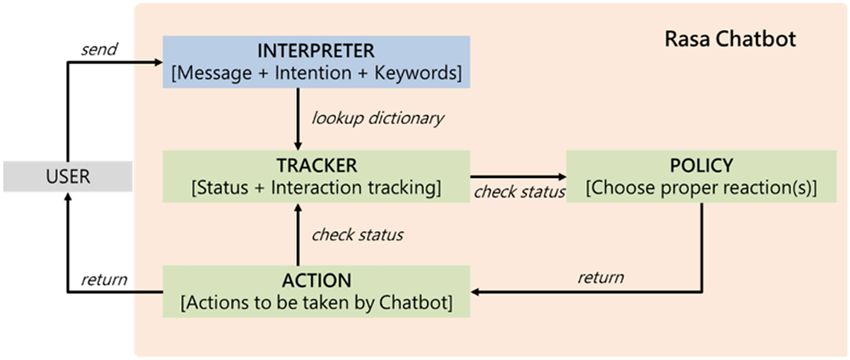 Rasa Chatbot
send
INTERPRETER
[Message + Intention + Keywords]
lookup dictionary
USER
TRACKER
[Status + Interaction tracking]
check status
POLICY
[Choose proper reaction(s)]
check status
return
ACTION
[Actions to be taken by Chatbot]
return